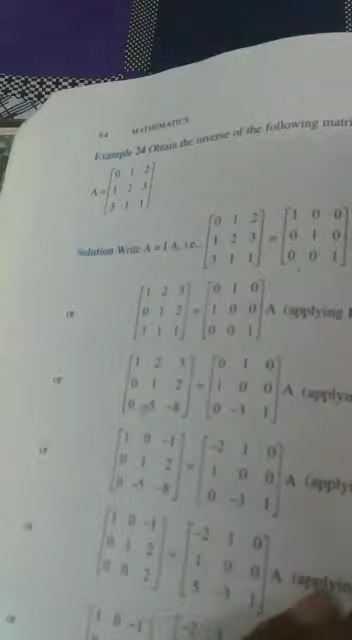 94 MATHEMATICS
Example 24 Obtain the inverse of the following
A = [0 1 2
1 2 3
3 1 1]
Solution Write A = I A, i.e., [0 1 2 = [1 0 0
1 2 3 0 1 0
3 1 1] 0 0 1]
or [1 2 3 = [0 1 0 A (applying
0 1 2 1 0 0
3 1 1] 0 0 1]
or [1 2 3 = [0 1 0 A
0 1 2 1 0 0
0 -5 -8] 0 -3 1]
or [1 0 -1 = [-2 1 0 A
0 1 2 1 0 0
0 -5 -8] 0 -3 1]
or [1 0 -1 = [-2 1 0 A (applying
0 1 2 1 0 0
0 0 2] 5 -3 1]
or [1 0 -1